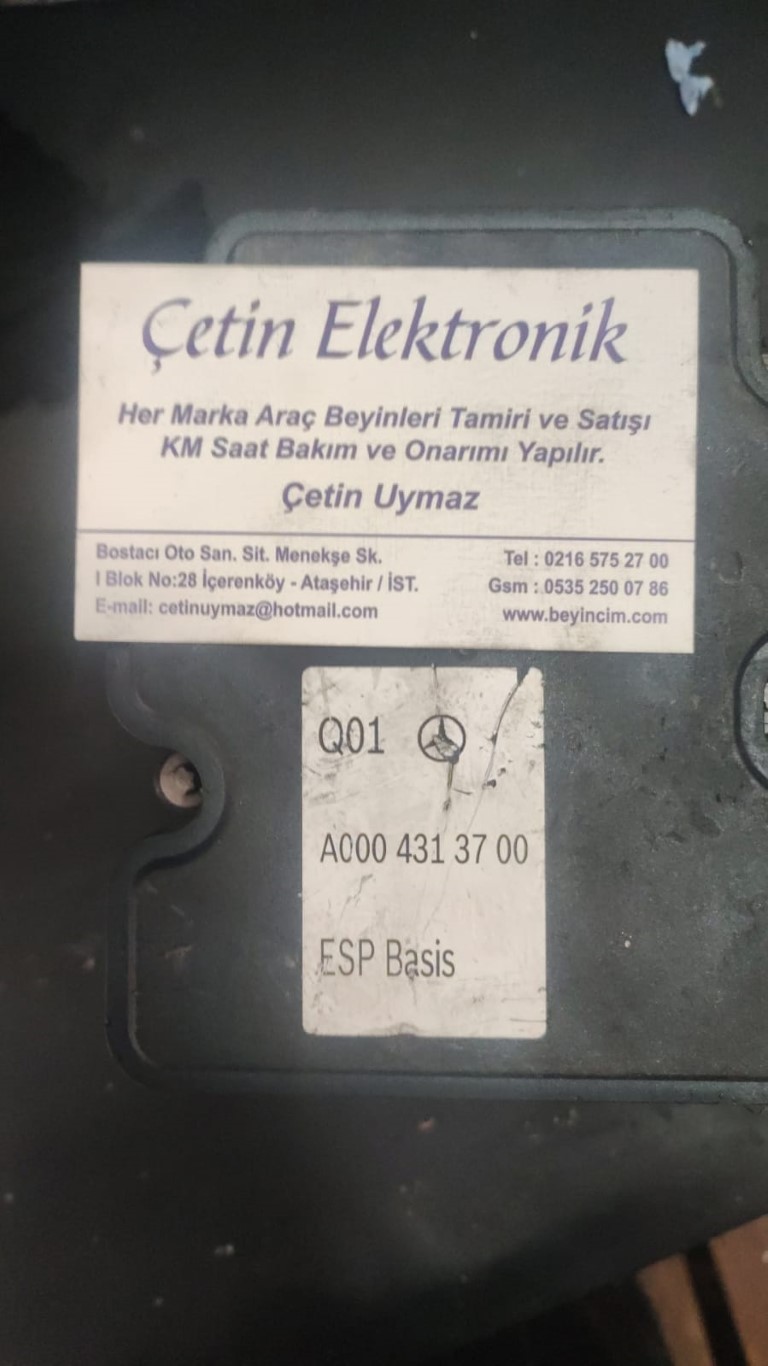 Çetin Elektronik
Her Marka Araç Beyinleri Tamiri ve Satışı
KM Saat Bakım ve Onarımı Yapılır.
Çetin Uymaz
Bostacı Oto San. Sit. Menekşe Sk.
I Blok No:28 İçerenköy - Ataşehir / İST.
E-mail: cetinuymaz@hotmail.com
Tel : 0216 575 27 00
Gsm : 0535 250 07 86
www.beyincim.com
Q01
A000 431 37 00
ESP Basis